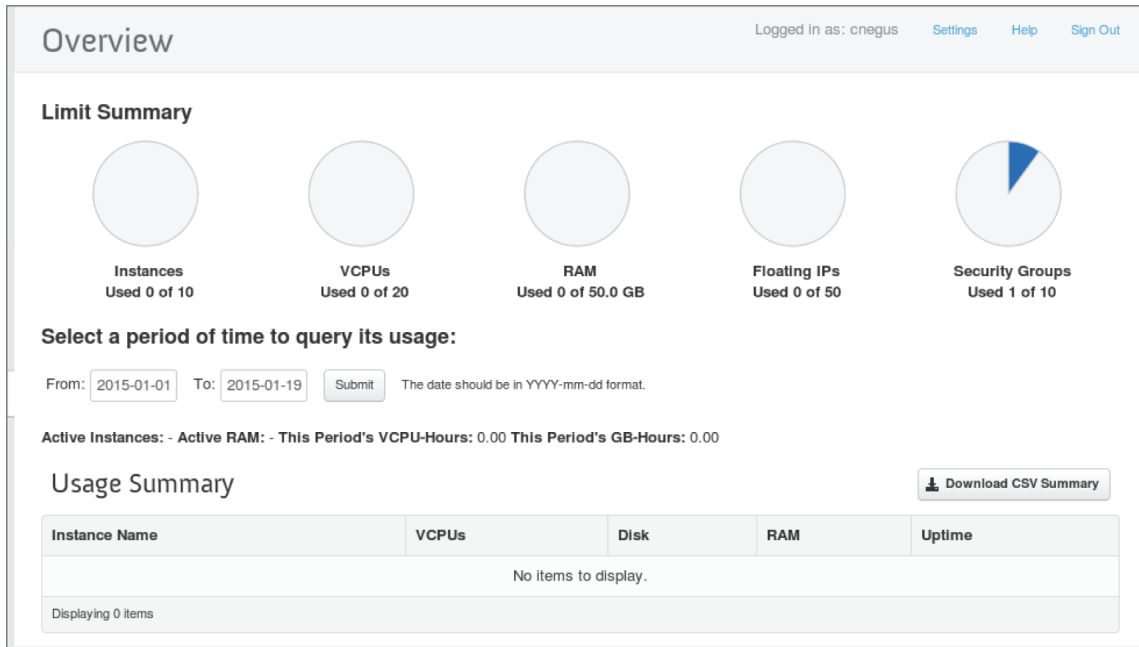 Overview
Logged in as: cnegus Settings Help Sign Out
Limit Summary
Instances VCPUs RAM Floating IPs Security Groups
Used 0 of 10 Used 0 of 20 Used 0 of 50.0 GB Used 0 of 50 Used 1 of 10
Select a period of time to query its usage:
From: 2015-01-01 To: 2015-01-19 Submit The date should be in YYYY-mm-dd format.
Active Instances: - Active RAM: - This Period's VCPU-Hours: 0.00 This Period's GB-Hours: 0.00
Usage Summary
Download CSV Summary
Instance Name VCPUs Disk RAM Uptime
No items to display.
Displaying 0 items